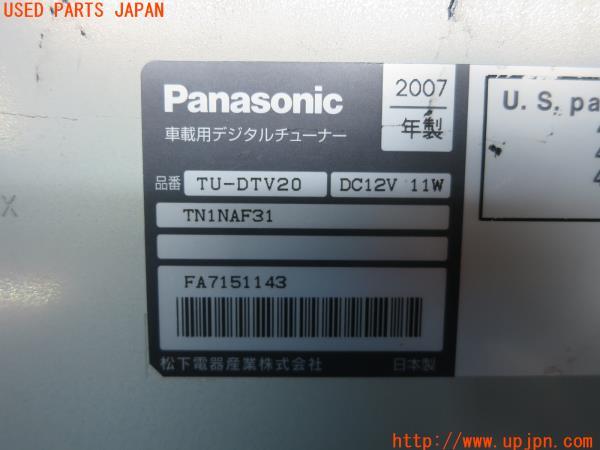 USED PARTS JAPAN
Panasonic
2007
年製
車載用デジタルチューナー
U. S. pa
品番 TU-DTV20 DC12V 11W
TN1NAF31
FA7151143
松下電器産業株式会社 日本製
http://www.upjpn.com/